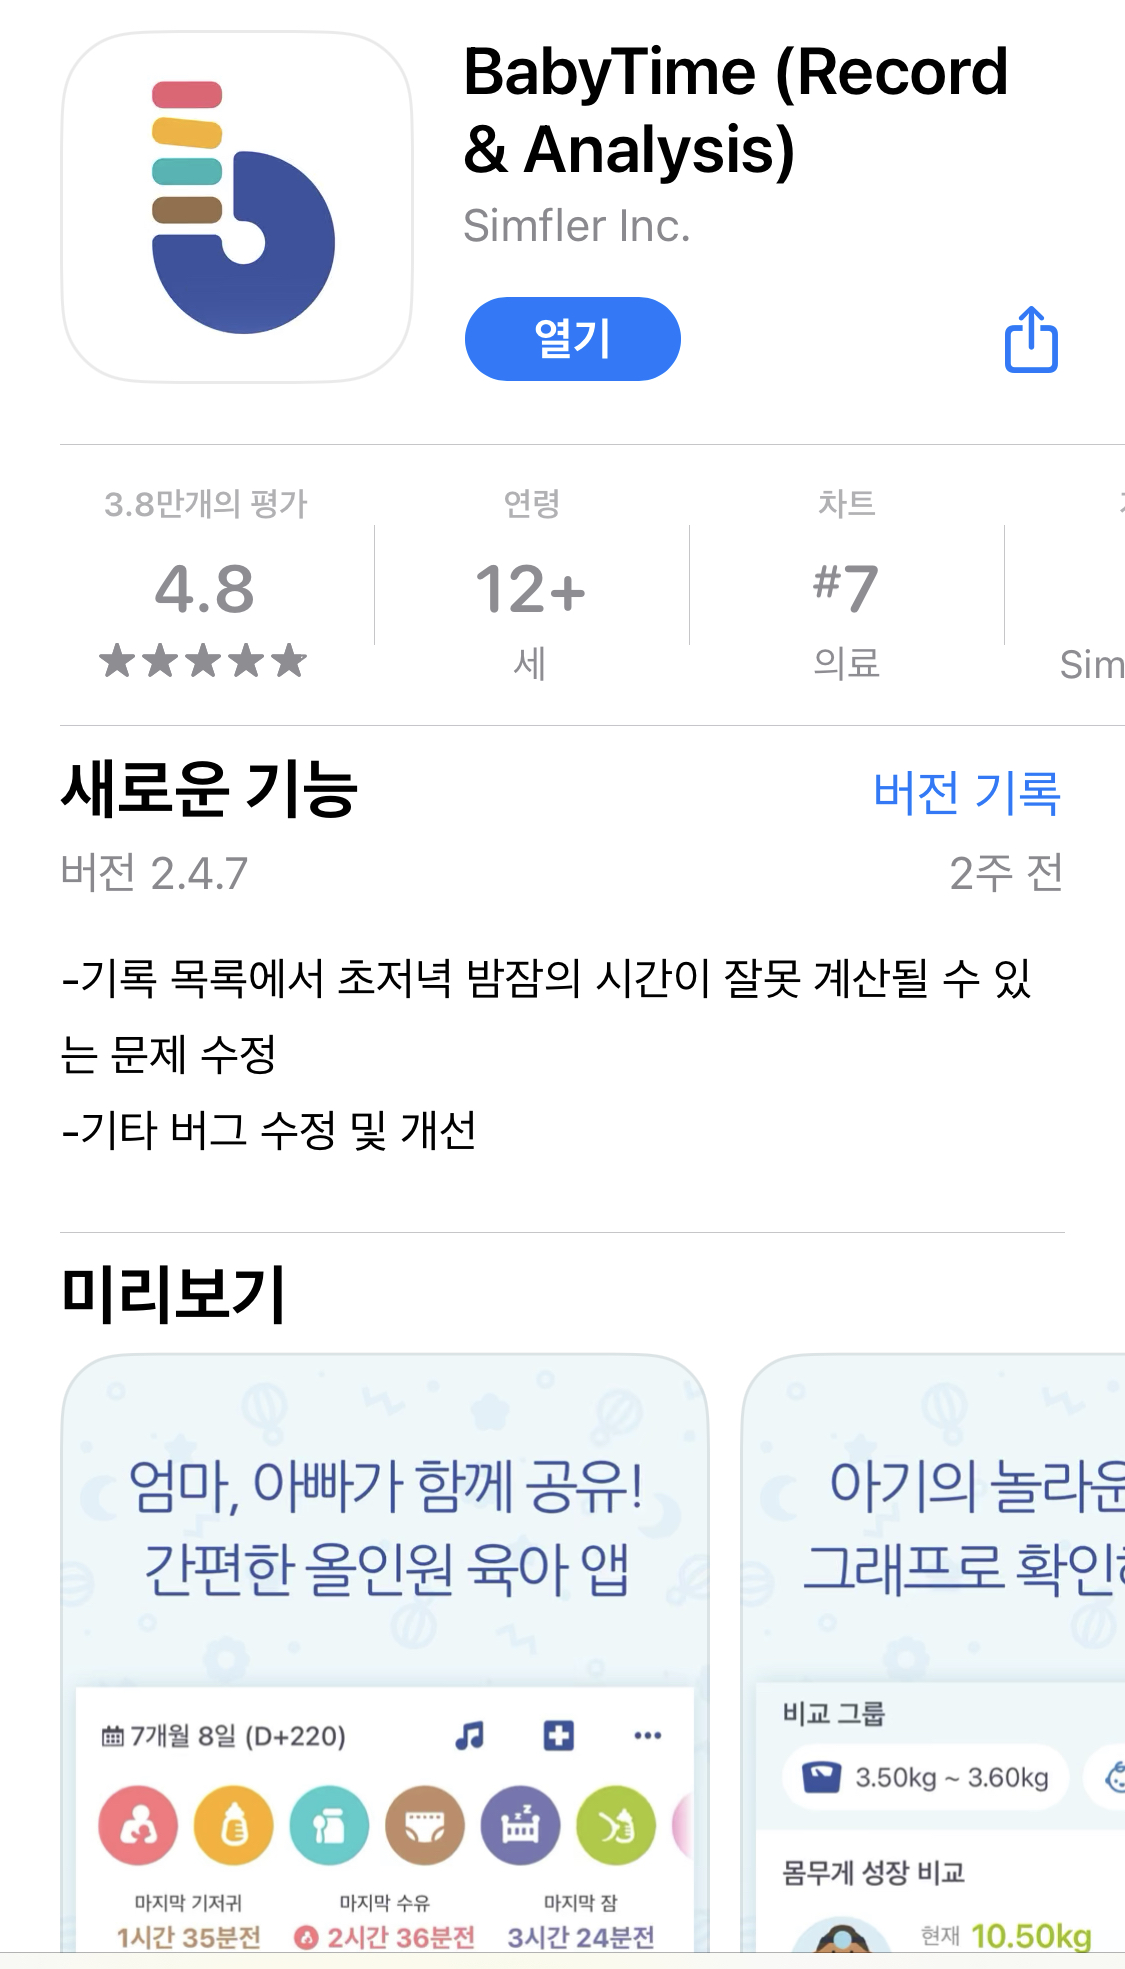 BabyTime (Record
& Analysis)
Simfler Inc.
열기
3.8만개의 평가
4.8
연령
12+
세
차트
#7
의료
Sim
새로운 기능
버전 기록
버전 2.4.7
2주 전
-기록 목록에서 초저녁 밤잠의 시간이 잘못 계산될 수 있
는 문제 수정
-기타 버그 수정 및 개선
미리보기
엄마, 아빠가 함께 공유!
간편한 올인원 육아 앱
7개월 8일 (D+220)
마지막 기저귀
마지막 수유
마지막 잠
1시간 35분전
2시간 36분전
3시간 24분전
아기의 놀라운
그래프로 확인
비교 그룹
3.50kg ~ 3.60kg
몸무게 성장 비교
현재 10.50kg